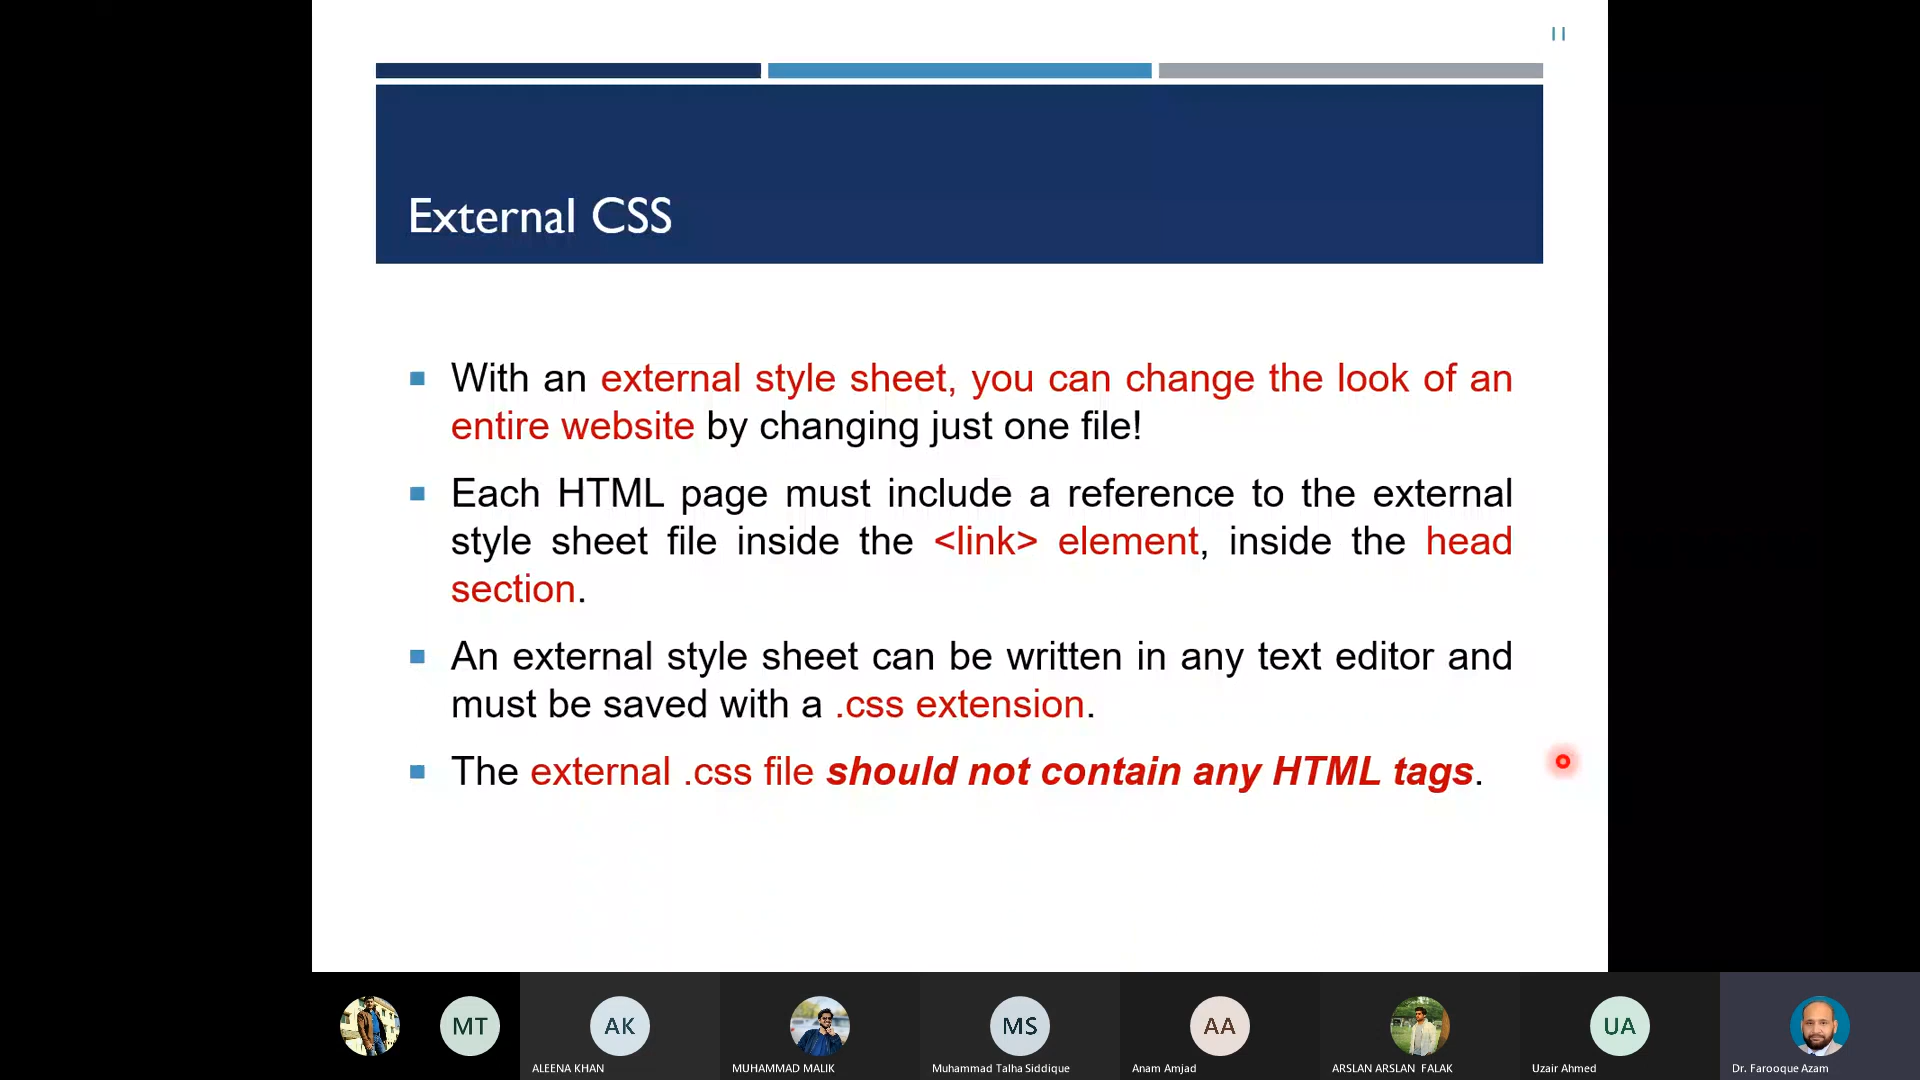 11
External CSS
With an external style sheet, you can change the look of an
entire website by changing just one file!
Each HTML page must include a reference to the external
style sheet file inside the <link> element, inside the head
section.
An external style sheet can be written in any text editor and
must be saved with a .css extension.
The external .css file should not contain any HTML tags.
MT
AK
MS
AA
UA
ALEENA KHAN
MUHAMMAD MALIK
Muhammad Talha Siddique
Anam Amjad
ARSLAN ARSLAN FALAK
Uzair Ahmed
Dr. Farooque Azam